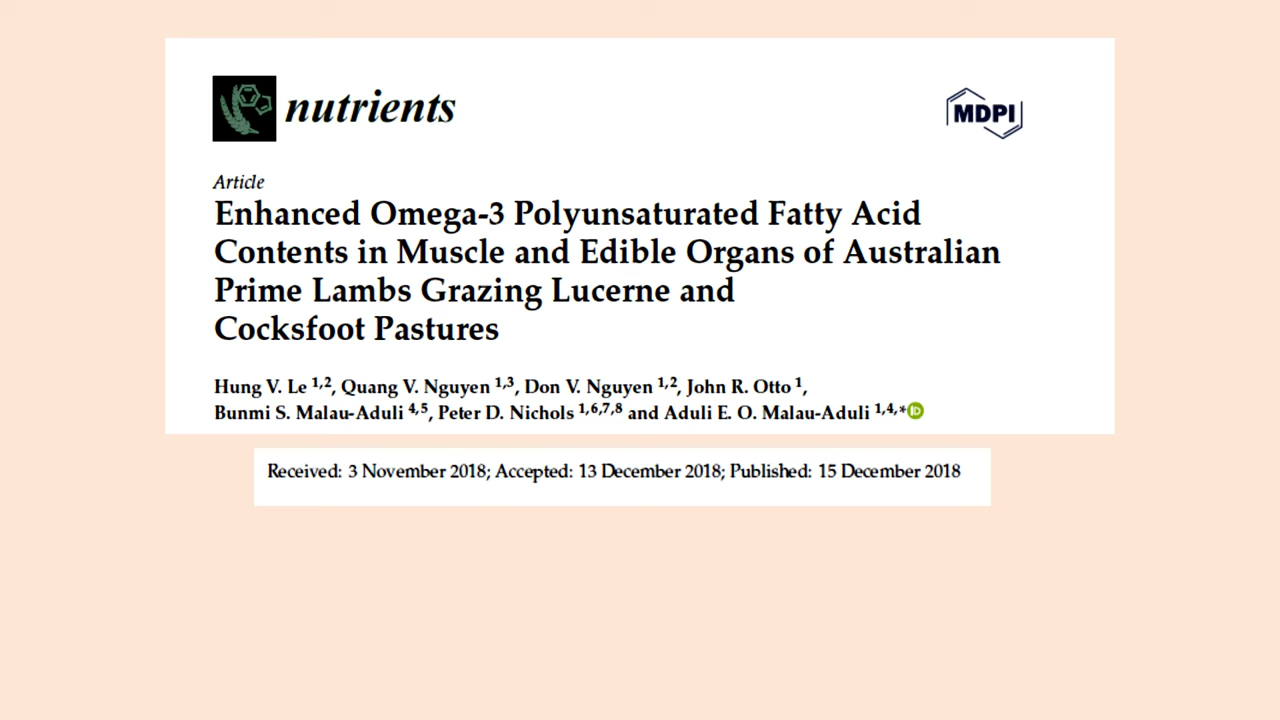 nutrients
MDPI
Article
Enhanced Omega-3 Polyunsaturated Fatty Acid
Contents in Muscle and Edible Organs of Australian
Prime Lambs Grazing Lucerne and
Cocksfoot Pastures
Hung V. Le 1,2, Quang V. Nguyen 1,3, Don V. Nguyen 1,2, John R. Otto 1,
Bunmi S. Malau-Aduli 4,5, Peter D. Nichols 1,6,7,8 and Aduli E. O. Malau-Aduli 1,4,* iD
Received: 3 November 2018; Accepted: 13 December 2018; Published: 15 December 2018